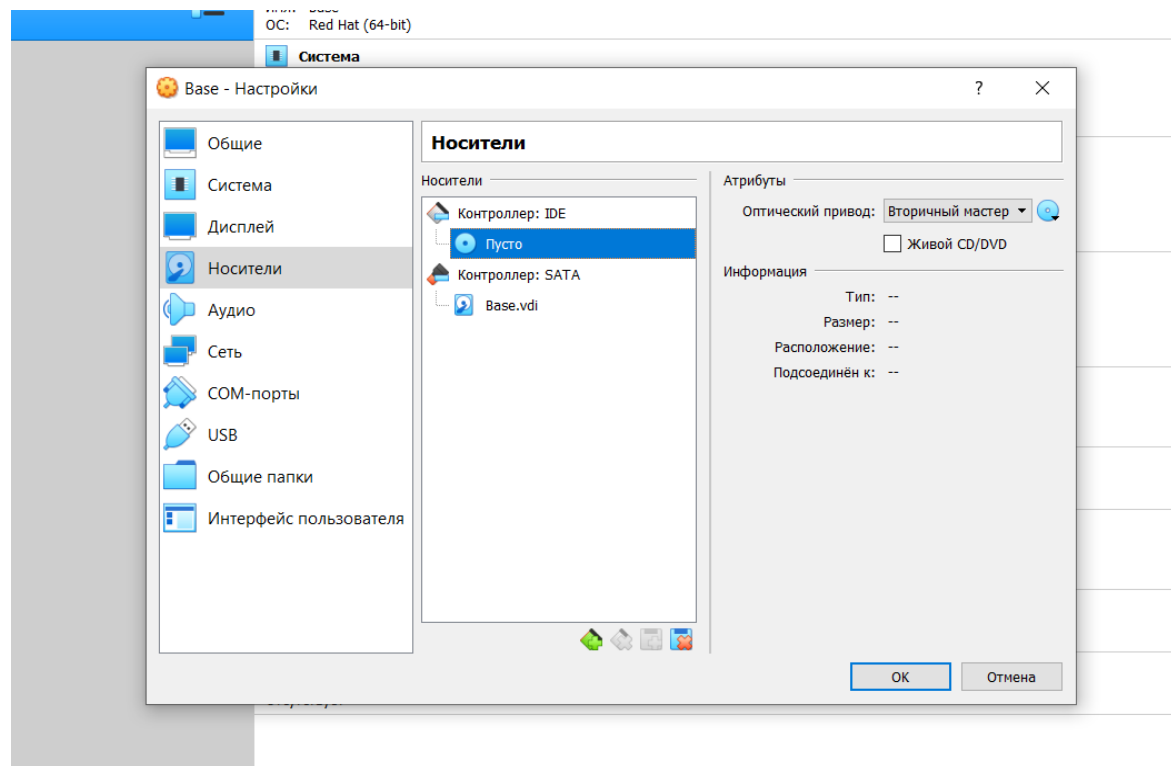 ОС: Red Hat (64-bit)
Система
Base - Настройки
?
Общие
Система
Дисплей
Носители
Аудио
Сеть
COM-порты
USB
Общие папки
Интерфейс пользователя
Носители
Носители
Контроллер: IDE
Пусто
Контроллер: SATA
Base.vdi
Атрибуты
Оптический привод: Вторичный мастер
Живой CD/DVD
Информация
Тип: --
Размер: --
Расположение: --
Подсоединён к: --
OK
Отмена